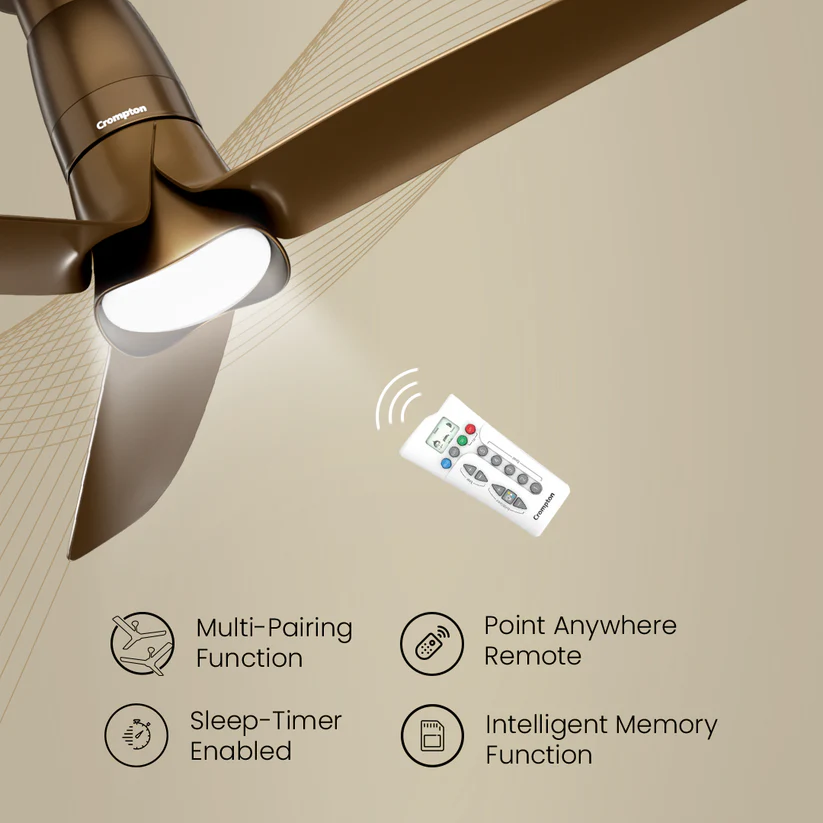 Crompton
Crompton
Multi-Pairing
Function
Point Anywhere
Remote
Sleep-Timer
Enabled
Intelligent Memory
Function